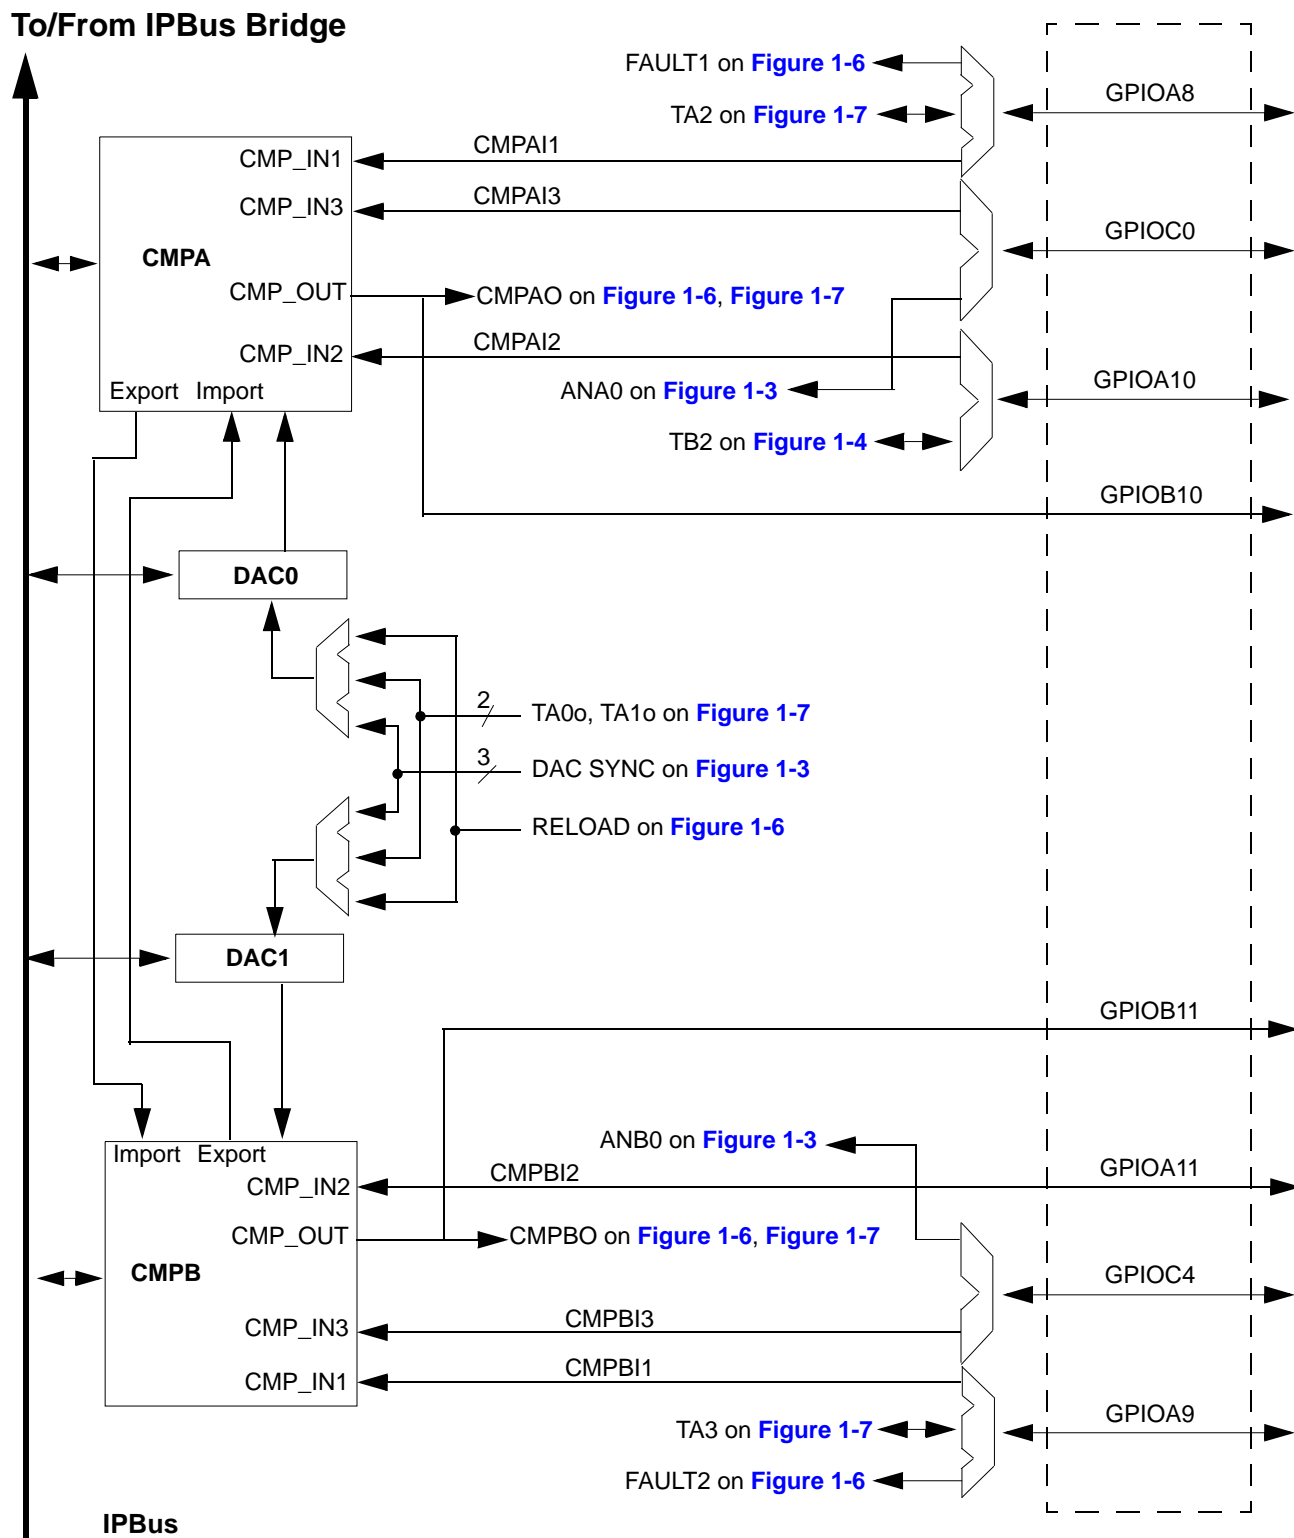 To/From IPBus Bridge
FAULT1 on Figure 1-6
GPIOA8
TA2 on Figure 1-7
CMPAI1
CMP_IN1
CMPAI3
CMP_IN3
GPIOC0
CMPA
CMP_OUT
CMPAO on Figure 1-6, Figure 1-7
CMPAI2
CMP_IN2
Export Import
ANA0 on Figure 1-3
GPIOA10
TB2 on Figure 1-4
GPIOB10
DAC0
2
TA0o, TA1o on Figure 1-7
3
DAC SYNC on Figure 1-3
RELOAD on Figure 1-6
DAC1
GPIOB11
ANB0 on Figure 1-3
Import Export
CMPBI2
GPIOA11
CMP_IN2
CMP_OUT
CMPBO on Figure 1-6, Figure 1-7
CMPB
GPIOC4
CMPBI3
CMP_IN3
CMPBI1
CMP_IN1
GPIOA9
TA3 on Figure 1-7
FAULT2 on Figure 1-6
IPBus